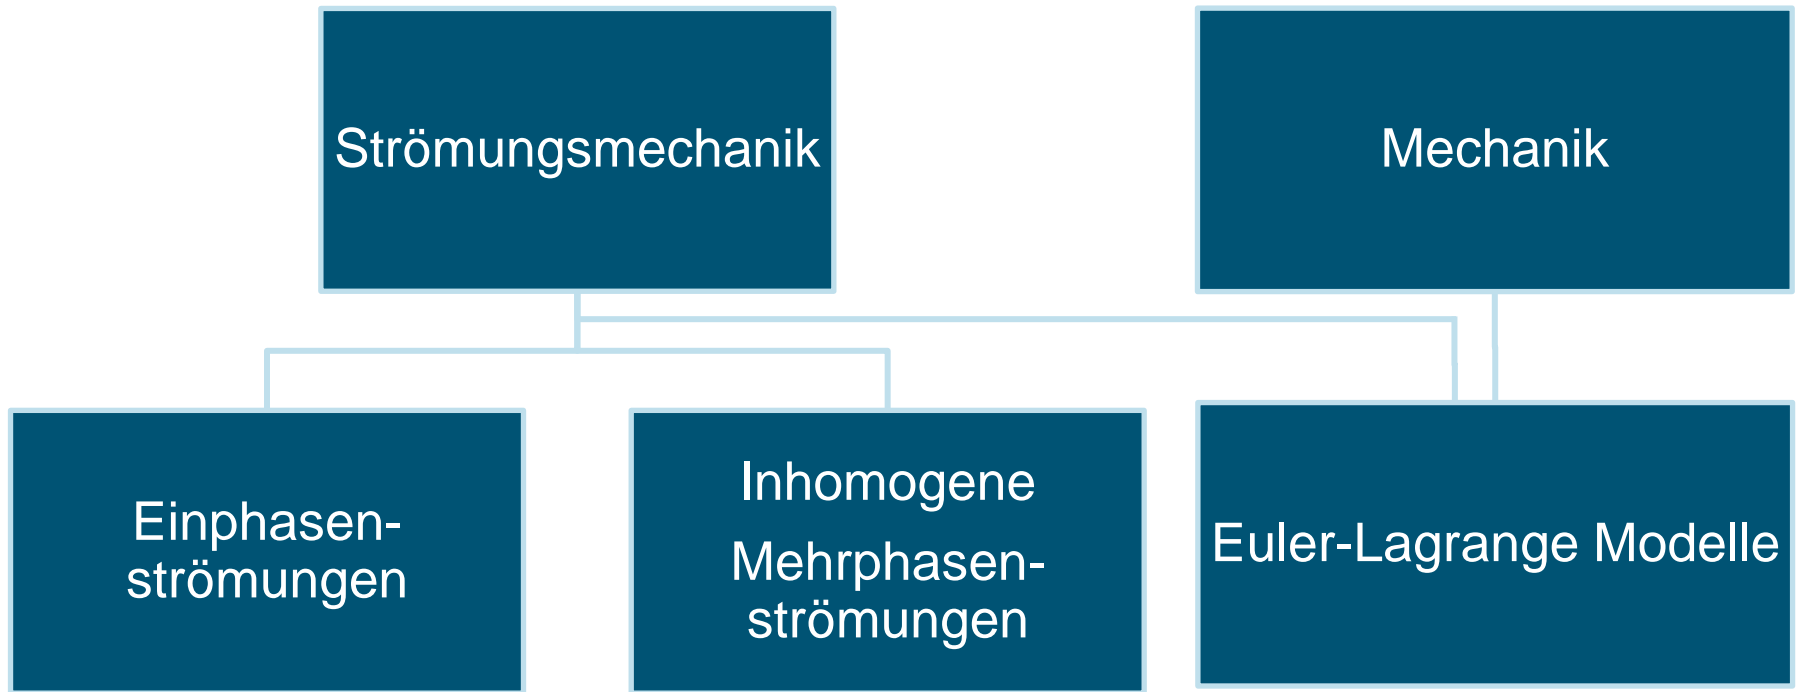 Strömungsmechanik
Mechanik
Einphasen-
strömungen
Inhomogene
Mehrphasen-
strömungen
Euler-Lagrange Modelle